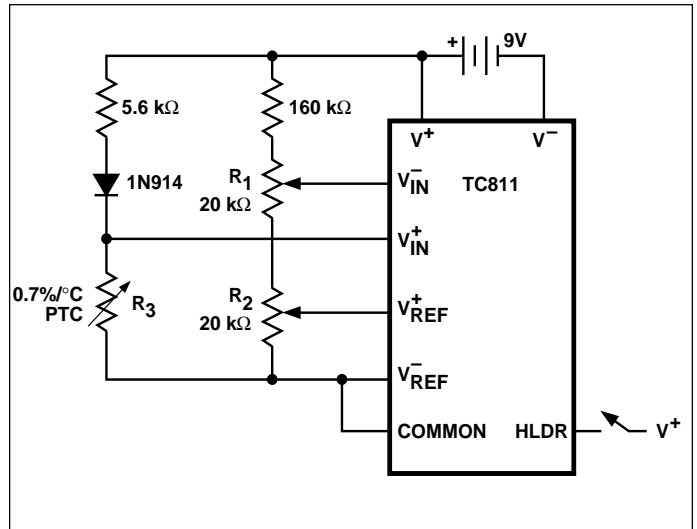 + 9V
5.6 kΩ
160 kΩ
V+ V−
1N914
R1
20 kΩ
V−IN
TC811
V+IN
0.7%/°C
PTC
R3
R2
20 kΩ
V+REF
V−REF
COMMON
HLDR
V+